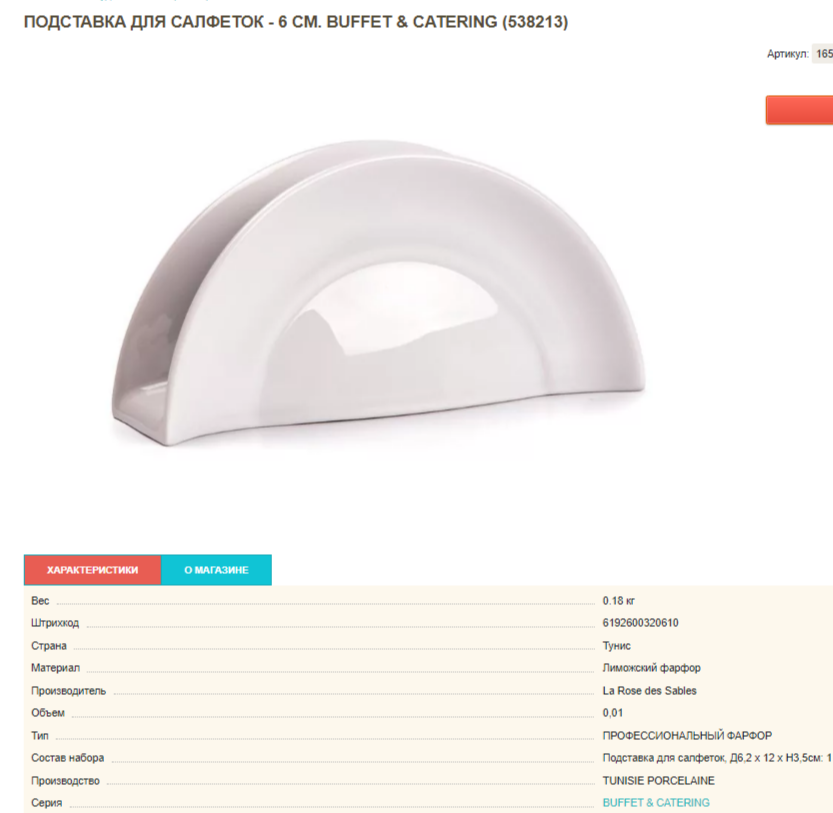 ПОДСТАВКА ДЛЯ САЛФЕТОК - 6 СМ. BUFFET & CATERING (538213)
Артикул: 165
ХАРАКТЕРИСТИКИ О МАГАЗИНЕ
Вес 0.18 кг
Штрихкод 6192600320610
Страна Тунис
Материал Лиможский фарфор
Производитель La Rose des Sables
Объем 0,01
Тип ПРОФЕССИОНАЛЬНЫЙ ФАРФОР
Состав набора Подставка для салфеток, Д6,2 x 12 x H3,5см: 1
Производство TUNISIE PORCELAINE
Серия BUFFET & CATERING